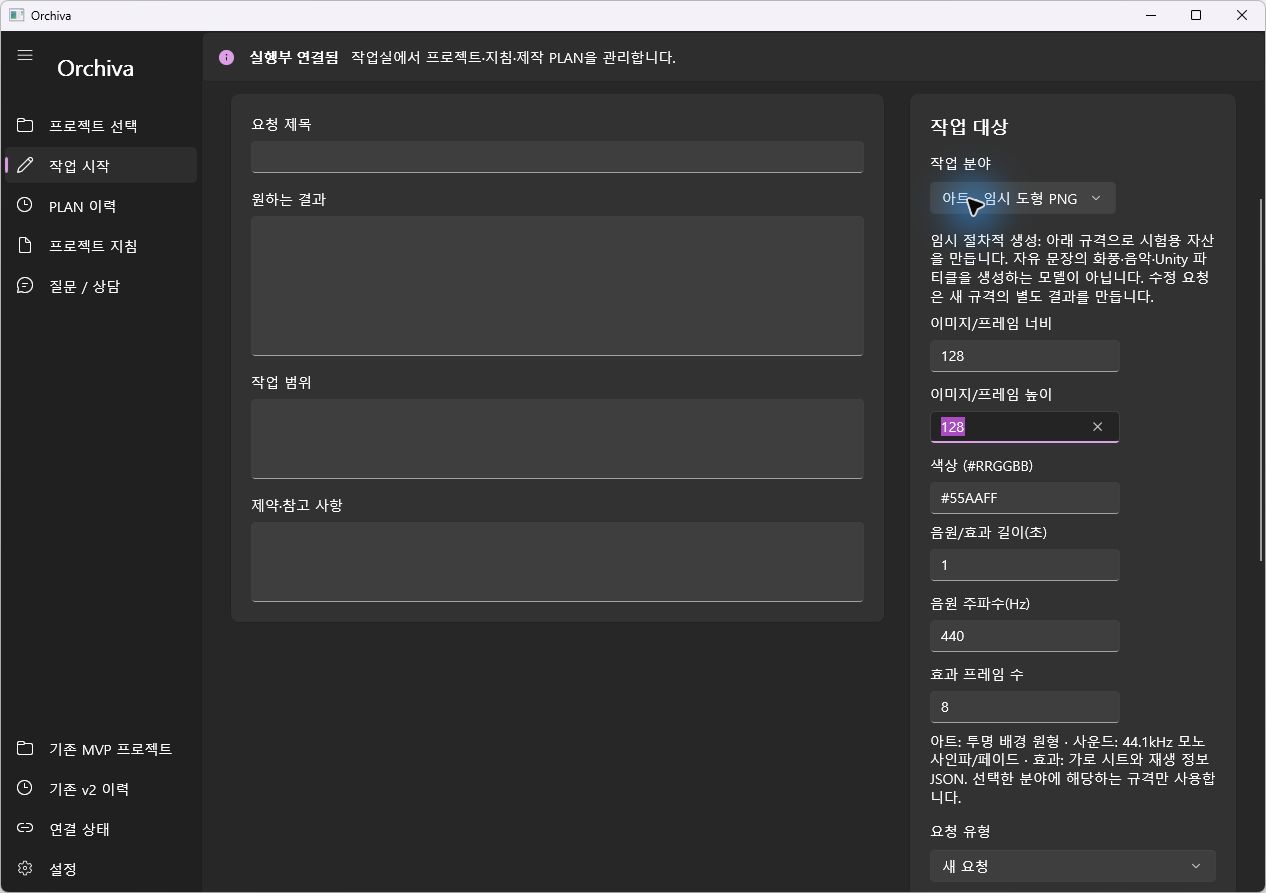 Orchiva
Orchiva
프로젝트 선택
작업 시작
PLAN 이력
프로젝트 지침
질문 / 상담
기존 MVP 프로젝트
기존 v2 이력
연결 상태
설정
실행부 연결됨 작업실에서 프로젝트·지침·제작 PLAN을 관리합니다.
요청 제목
원하는 결과
작업 범위
제약·참고 사항
작업 대상
작업 분야
아트 임시 도형 PNG
임시 절차적 생성: 아래 규격으로 시험용 자산
을 만듭니다. 자유 문장의 화풍·음악·Unity 파
티클을 생성하는 모델이 아닙니다. 수정 요청
은 새 규격의 별도 결과를 만듭니다.
이미지/프레임 너비
128
이미지/프레임 높이
128
색상 (#RRGGBB)
#55AAFF
음원/효과 길이(초)
1
음원 주파수(Hz)
440
효과 프레임 수
8
아트: 투명 배경 원형 · 사운드: 44.1kHz 모노
사인파/페이드 · 효과: 가로 시트와 재생 정보
JSON. 선택한 분야에 해당하는 규격만 사용합
니다.
요청 유형
새 요청